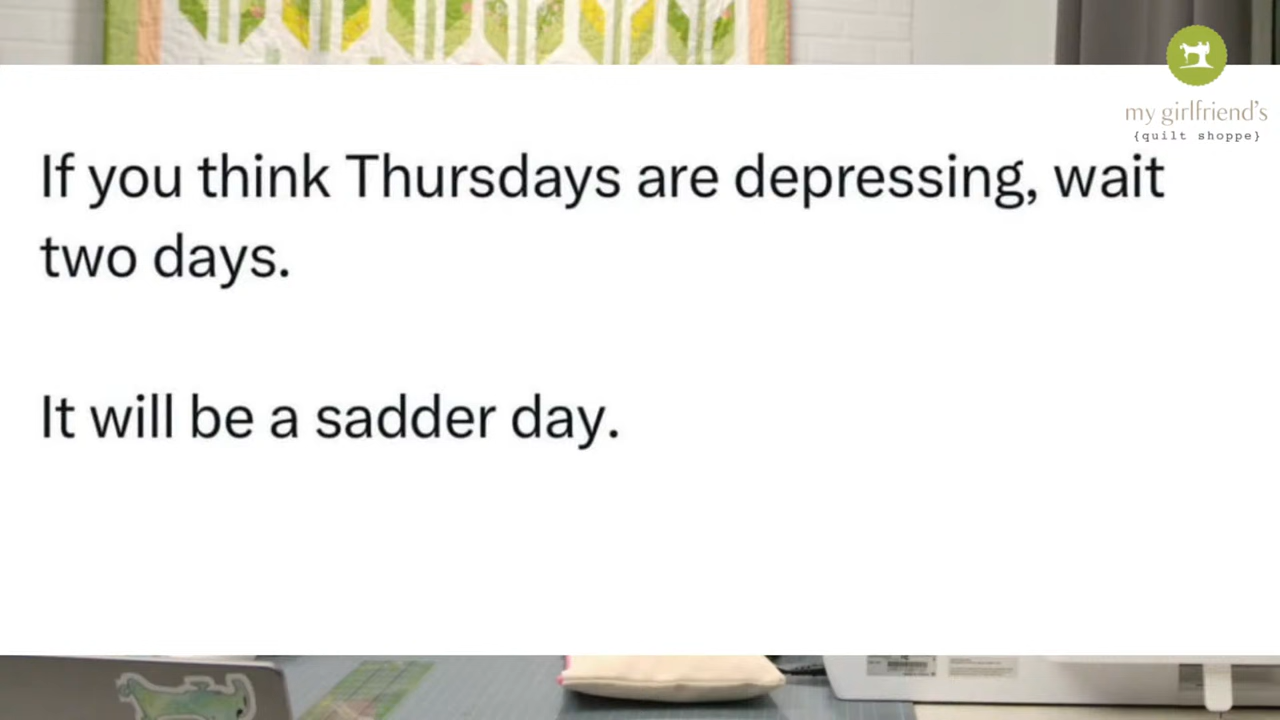 my girlfriend's
{quilt shoppe}
If you think Thursdays are depressing, wait
two days.
It will be a sadder day.